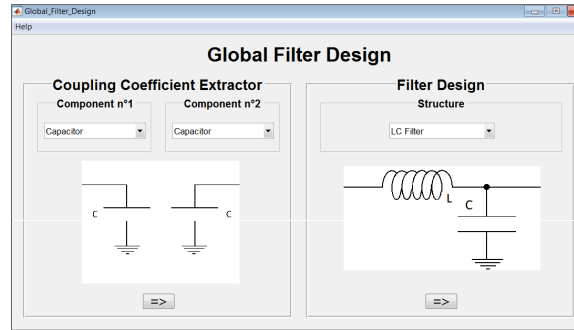 Global_Filter_Design
Help
Global Filter Design
Coupling Coefficient Extractor
Component n°1
Component n°2
Capacitor
Capacitor
C
C
=>
Filter Design
Structure
LC Filter
L
C
=>